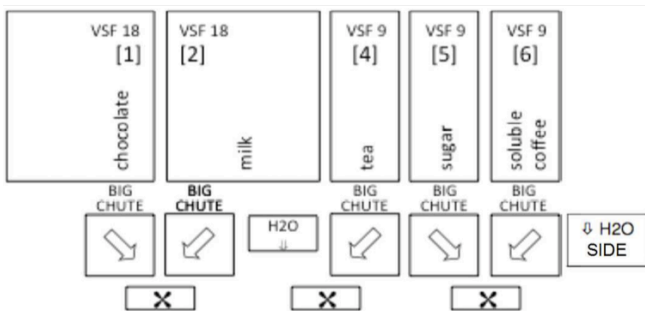 VSF 18
[1]
chocolate
VSF 18
[2]
milk
VSF 9
[4]
tea
VSF 9
[5]
sugar
VSF 9
[6]
soluble
coffee
BIG
CHUTE
BIG
CHUTE
H2O
⇩
BIG
CHUTE
BIG
CHUTE
BIG
CHUTE
⇩ H2O
SIDE